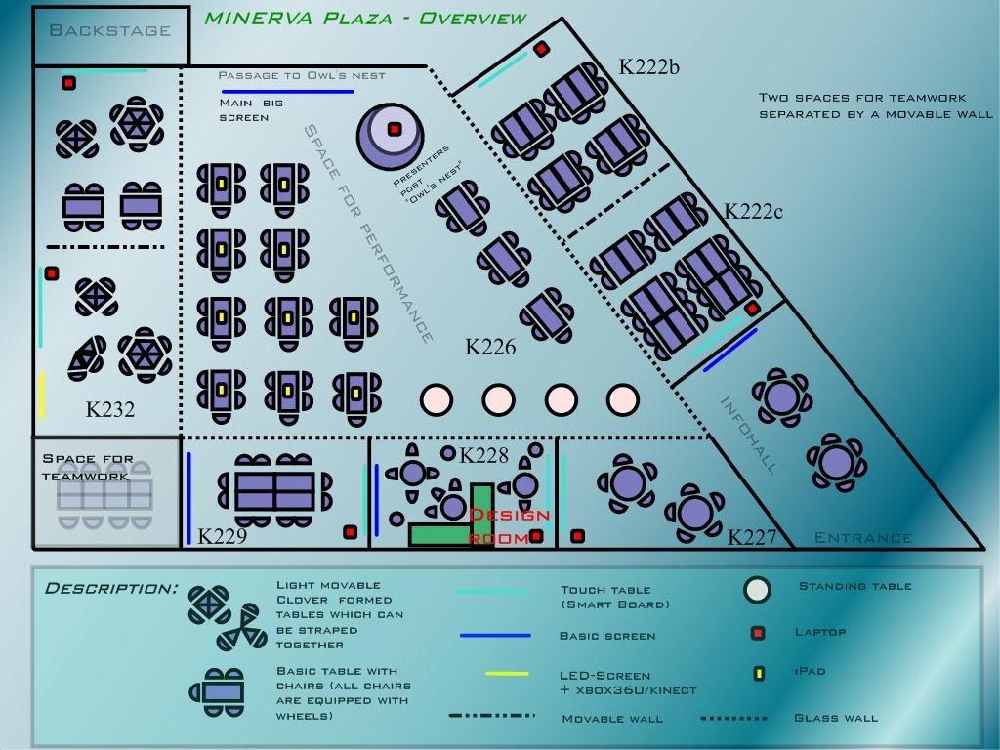 Backstage
MINERVA Plaza - Overview
K222b
Passage to Owl's nest
Main big
screen
Two spaces for teamwork
separated by a movable wall
Space for performance
Presenters
post
"Owl's nest"
K222c
K226
K232
Infohall
Space for
teamwork
K228
Design
room
K229
K227
Entrance
Description:
Light movable
Clover formed
tables which can
be straped
together
Basic table with
chairs (all chairs
are equipped with
wheels)
Touch table
(Smart Board)
Basic screen
LED-Screen
+ xbox360/kinect
Movable wall
Standing table
Laptop
iPad
Glass wall